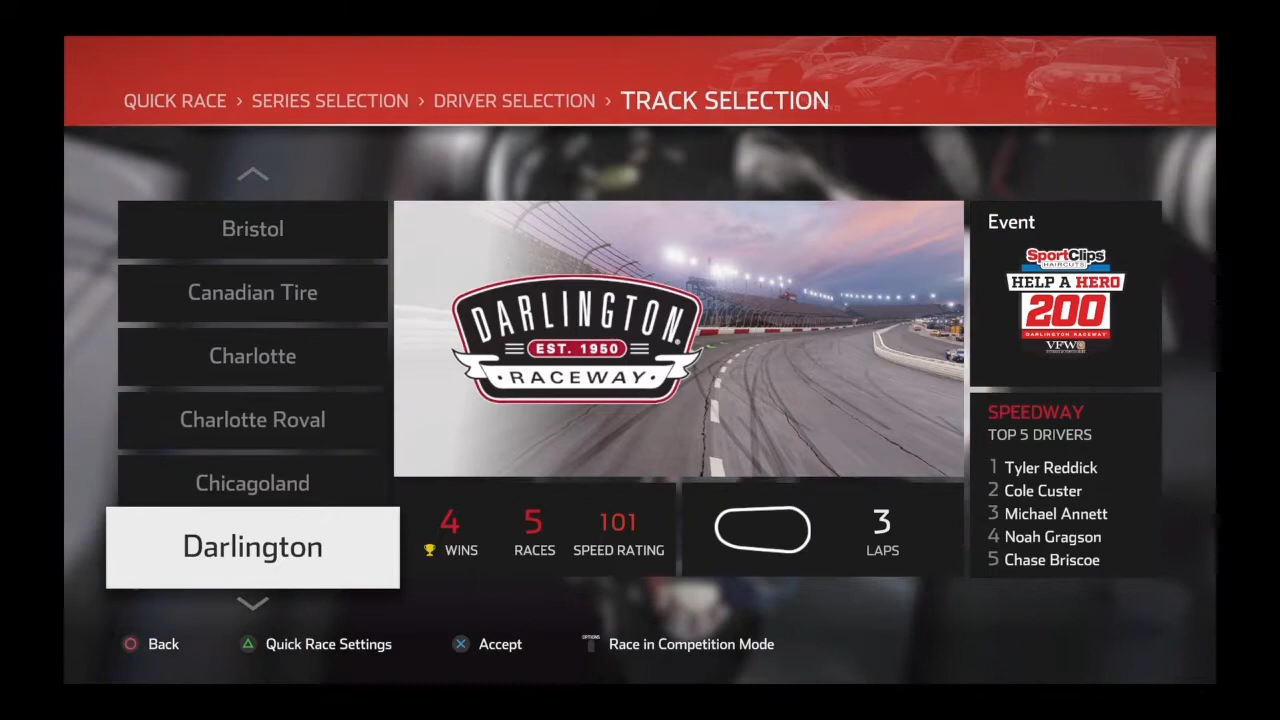 QUICK RACE › SERIES SELECTION › DRIVER SELECTION › TRACK SELECTION
Bristol
Canadian Tire
Charlotte
Charlotte Roval
Chicagoland
Darlington
DARLINGTON
EST. 1950
RACEWAY
4 WINS
5 RACES
101 SPEED RATING
3 LAPS
Event
SportClips
HAIRCUTS
HELP A HERO
200
DARLINGTON RACEWAY
VFW
SPEEDWAY
TOP 5 DRIVERS
1 Tyler Reddick
2 Cole Custer
3 Michael Annett
4 Noah Gragson
5 Chase Briscoe
Back
Quick Race Settings
Accept
OPTIONS
Race in Competition Mode